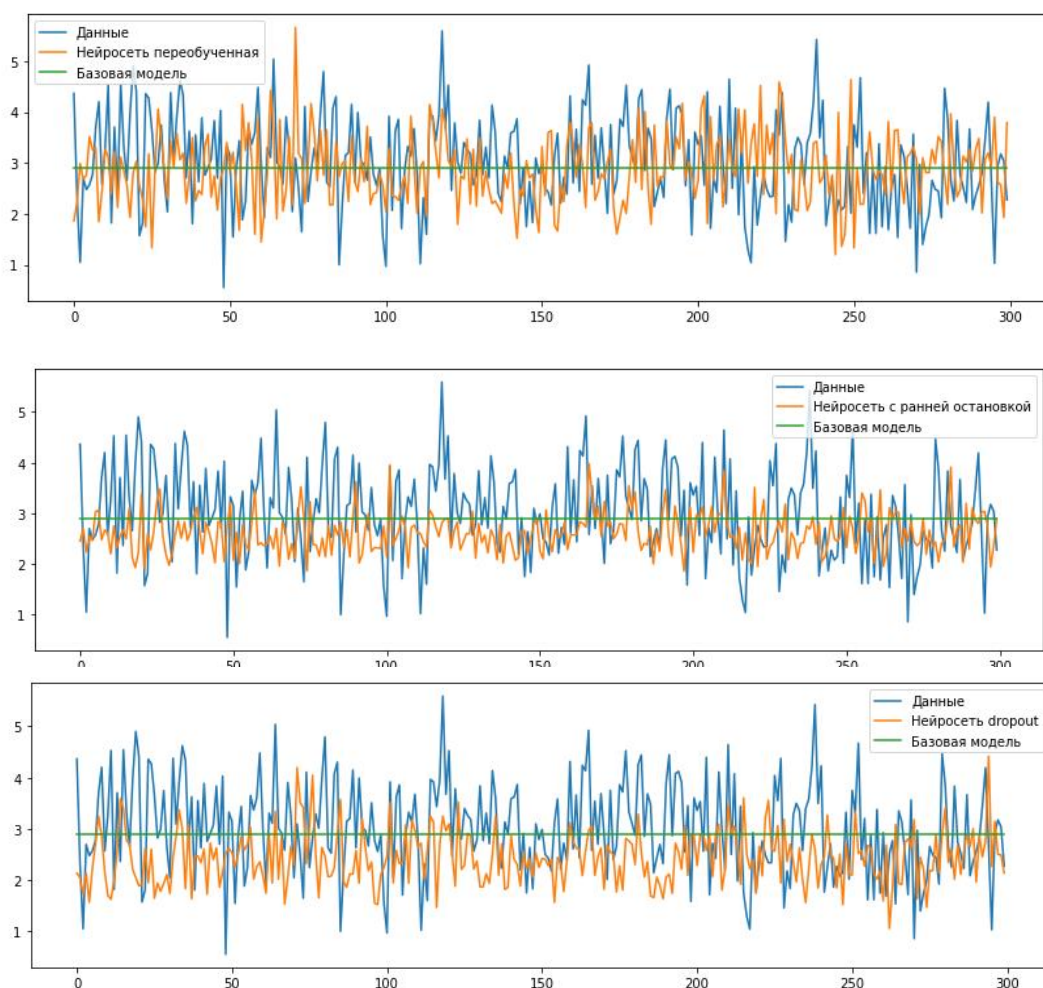 Данные
Нейросеть переобученная
Базовая модель
5
4
3
2
1
0 50 100 150 200 250 300
Данные
Нейросеть с ранней остановкой
Базовая модель
5
4
3
2
1
0 50 100 150 200 250 300
Данные
Нейросеть dropout
Базовая модель
5
4
3
2
1
0 50 100 150 200 250 300